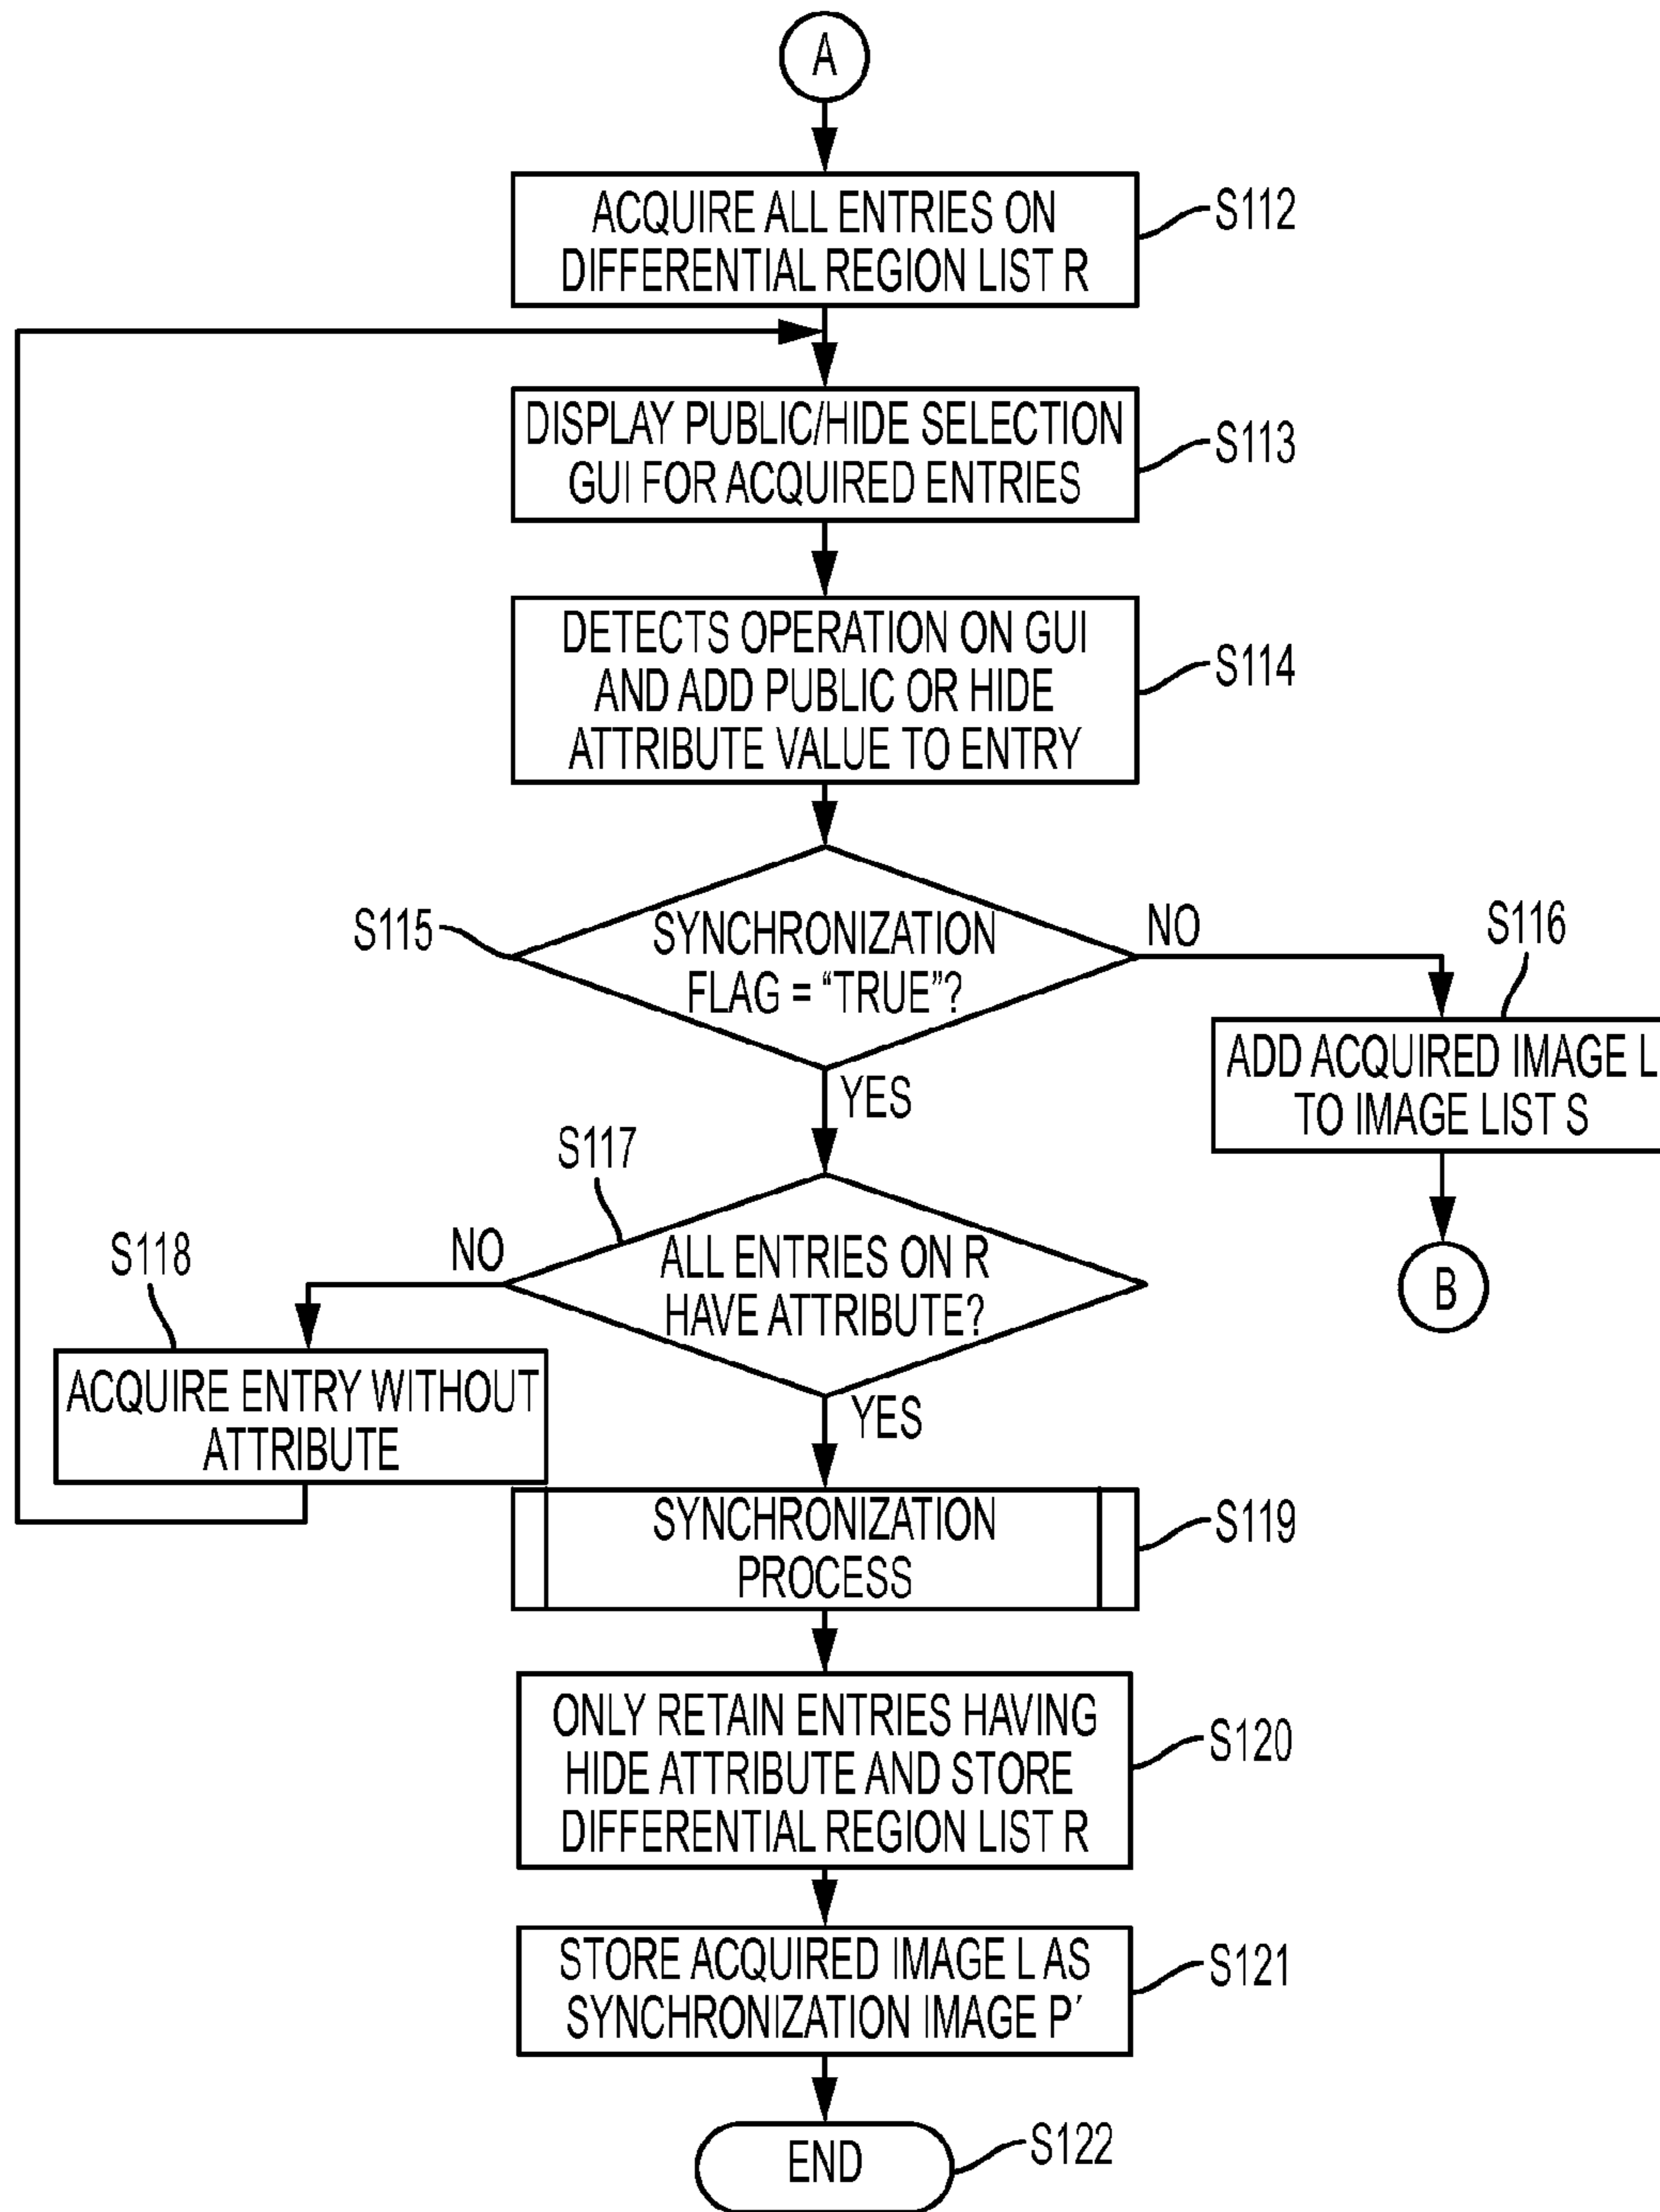 A
ACQUIRE ALL ENTRIES ON
DIFFERENTIAL REGION LIST R
S112
DISPLAY PUBLIC/HIDE SELECTION
GUI FOR ACQUIRED ENTRIES
S113
DETECTS OPERATION ON GUI
AND ADD PUBLIC OR HIDE
ATTRIBUTE VALUE TO ENTRY
S114
S115
SYNCHRONIZATION
FLAG = “TRUE”?
NO
S116
ADD ACQUIRED IMAGE L
TO IMAGE LIST S
B
YES
S117
ALL ENTRIES ON R
HAVE ATTRIBUTE?
NO
S118
ACQUIRE ENTRY WITHOUT
ATTRIBUTE
YES
SYNCHRONIZATION
PROCESS
S119
ONLY RETAIN ENTRIES HAVING
HIDE ATTRIBUTE AND STORE
DIFFERENTIAL REGION LIST R
S120
STORE ACQUIRED IMAGE L AS
SYNCHRONIZATION IMAGE P′
S121
END
S122